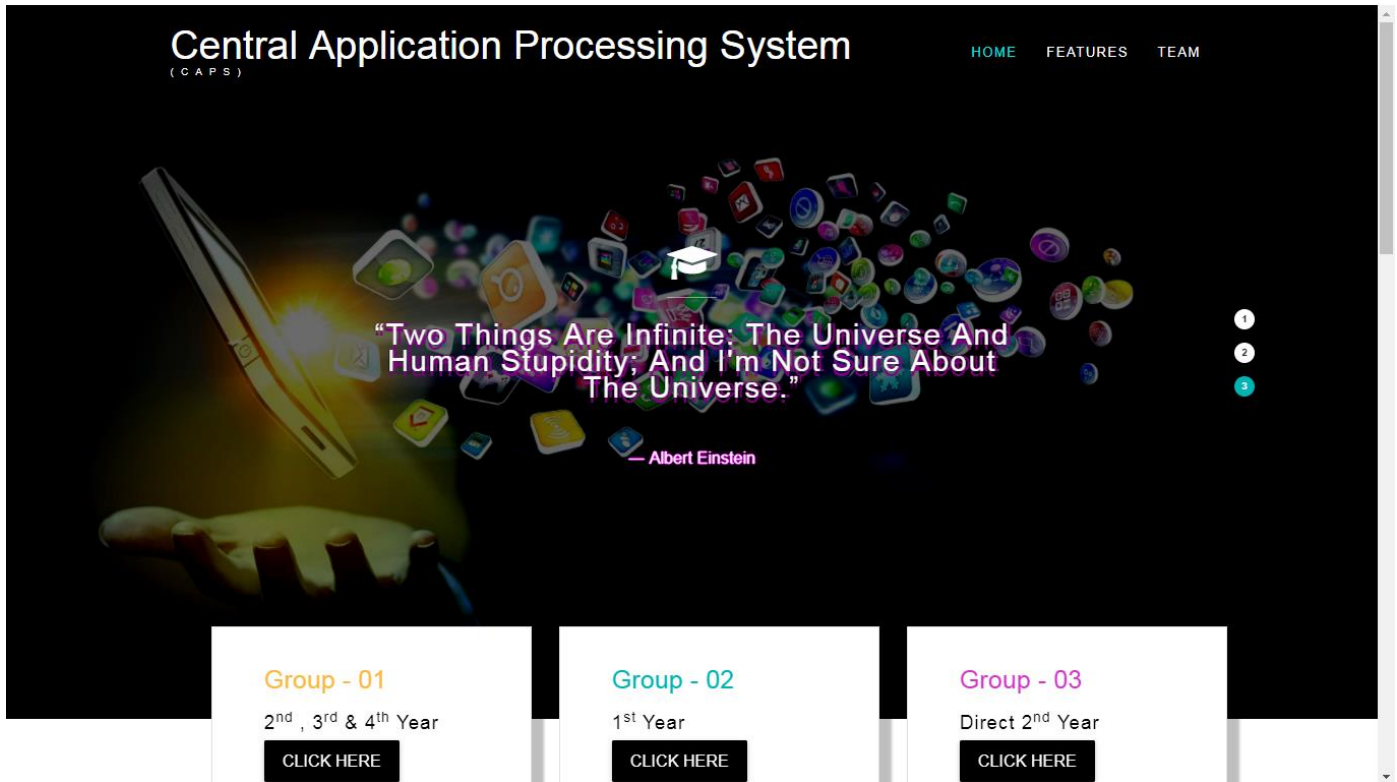 Central Application Processing System
(CAPS)
HOME FEATURES TEAM
“Two Things Are Infinite: The Universe And
Human Stupidity; And I'm Not Sure About
The Universe.”
— Albert Einstein
1
2
3
Group - 01
2nd , 3rd & 4th Year
CLICK HERE
Group - 02
1st Year
CLICK HERE
Group - 03
Direct 2nd Year
CLICK HERE